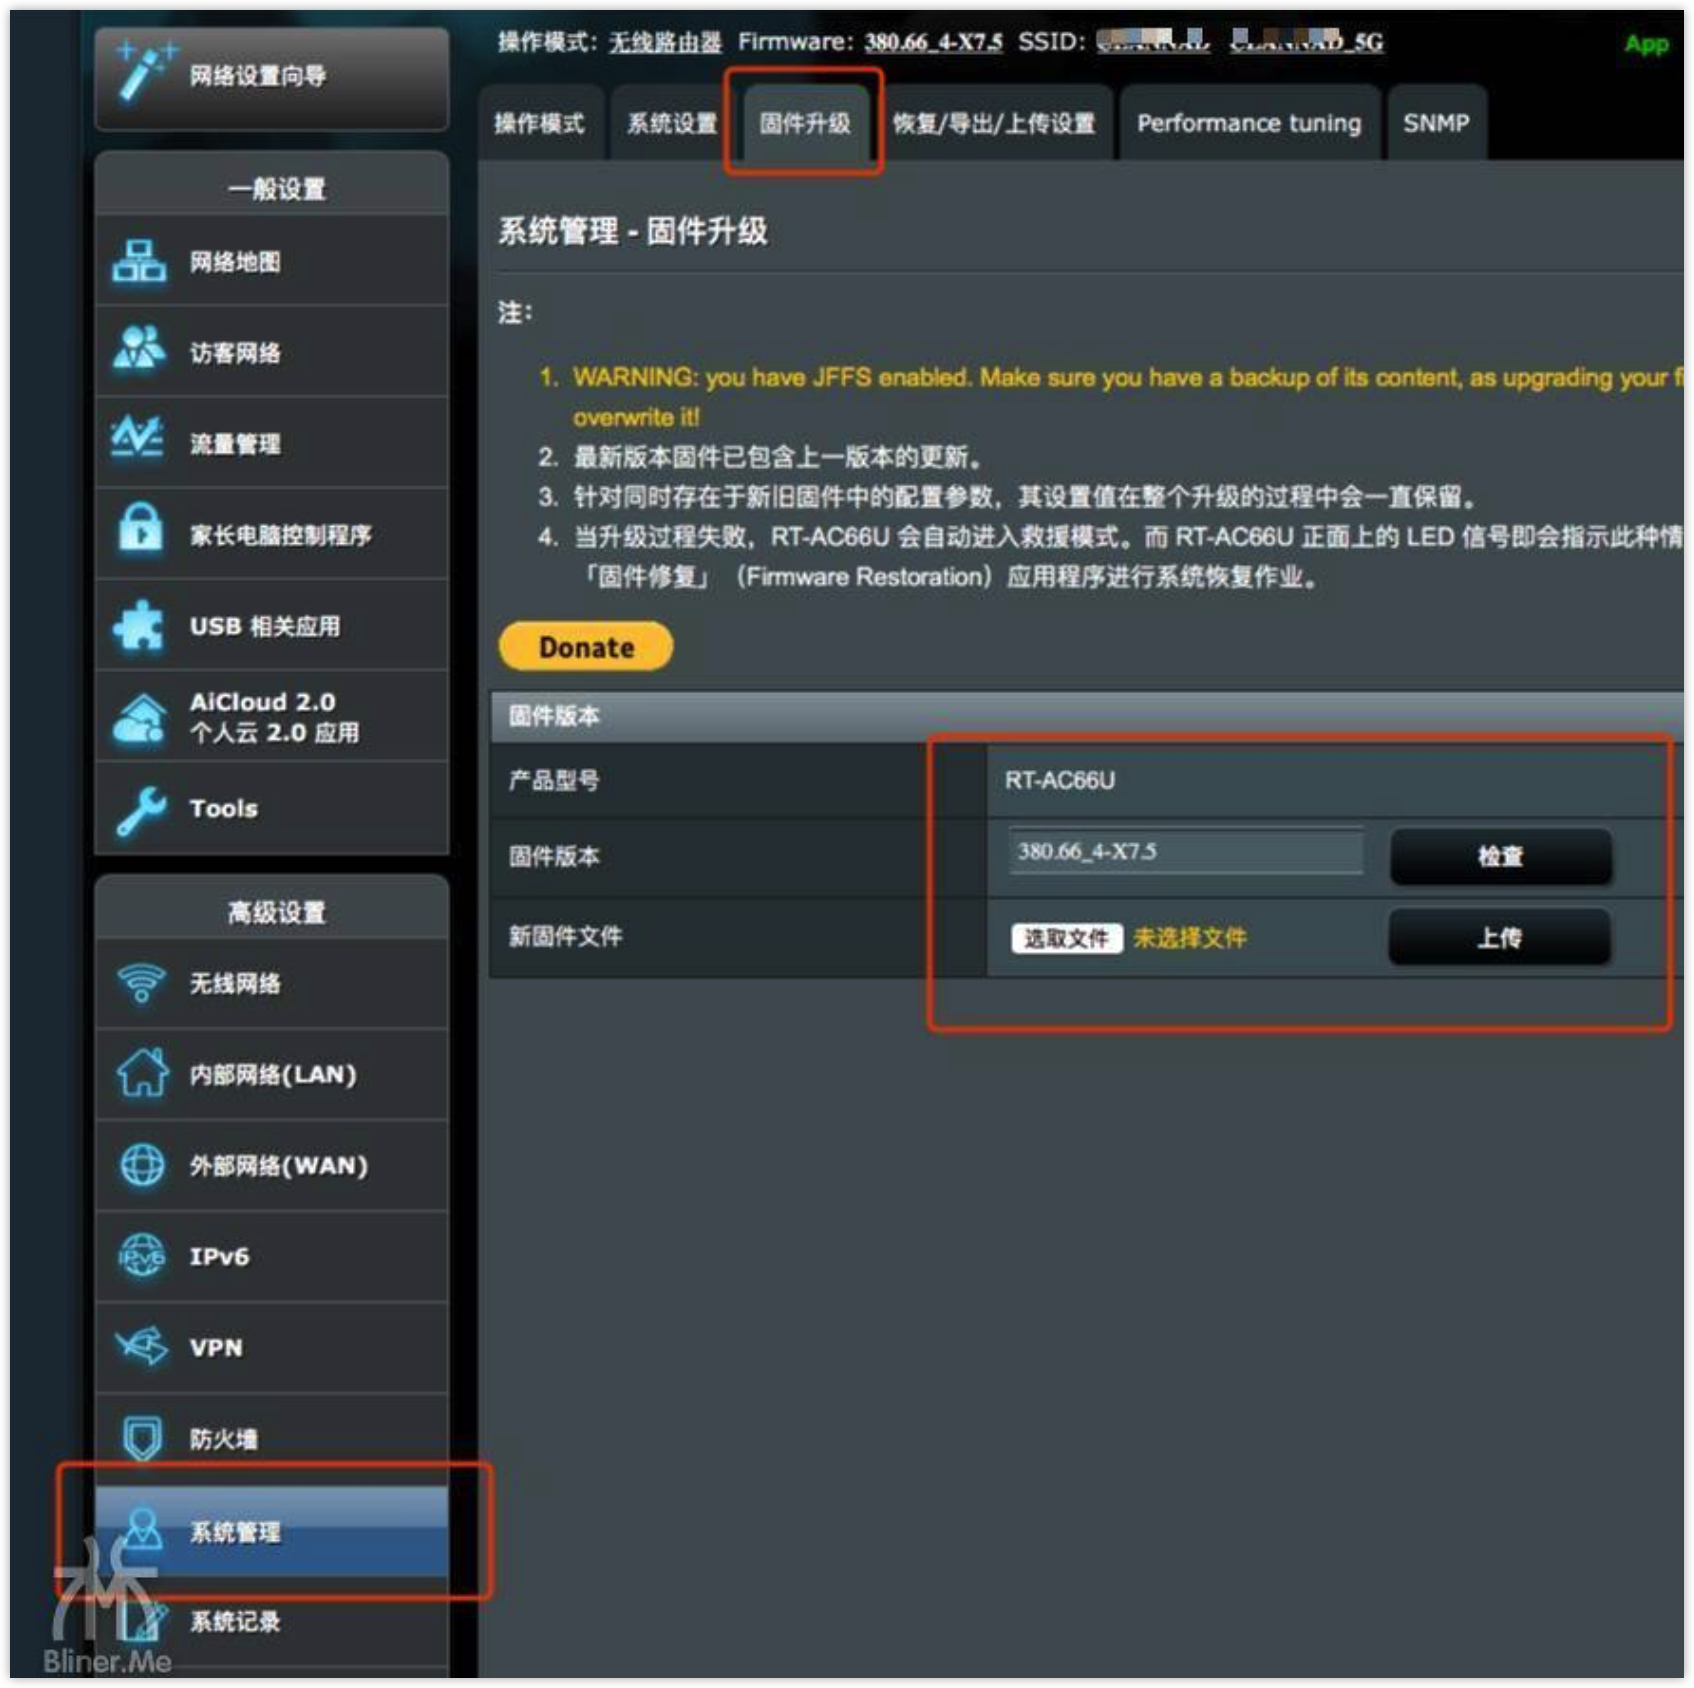 网络设置向导
一般设置
网络地图
访客网络
流量管理
家长电脑控制程序
USB 相关应用
AiCloud 2.0
个人云 2.0 应用
Tools
高级设置
无线网络
内部网络(LAN)
外部网络(WAN)
IPv6
VPN
防火墙
系统管理
系统记录
操作模式: 无线路由器 Firmware: 380.66_4-X7.5 SSID: _5G
App
操作模式 系统设置 固件升级 恢复/导出/上传设置 Performance tuning SNMP
系统管理 - 固件升级
注:
1. WARNING: you have JFFS enabled. Make sure you have a backup of its content, as upgrading your
overwrite it!
2. 最新版本固件已包含上一版本的更新。
3. 针对同时存在于新旧固件中的配置参数，其设置值在整个升级的过程中会一直保留。
4. 当升级过程失败，RT-AC66U 会自动进入救援模式。而 RT-AC66U 正面上的 LED 信号即会指示此种情
「固件修复」（Firmware Restoration）应用程序进行系统恢复作业。
Donate
固件版本
产品型号 RT-AC66U
固件版本 380.66_4-X7.5 检查
新固件文件 选取文件 未选择文件 上传
Bliner.Me